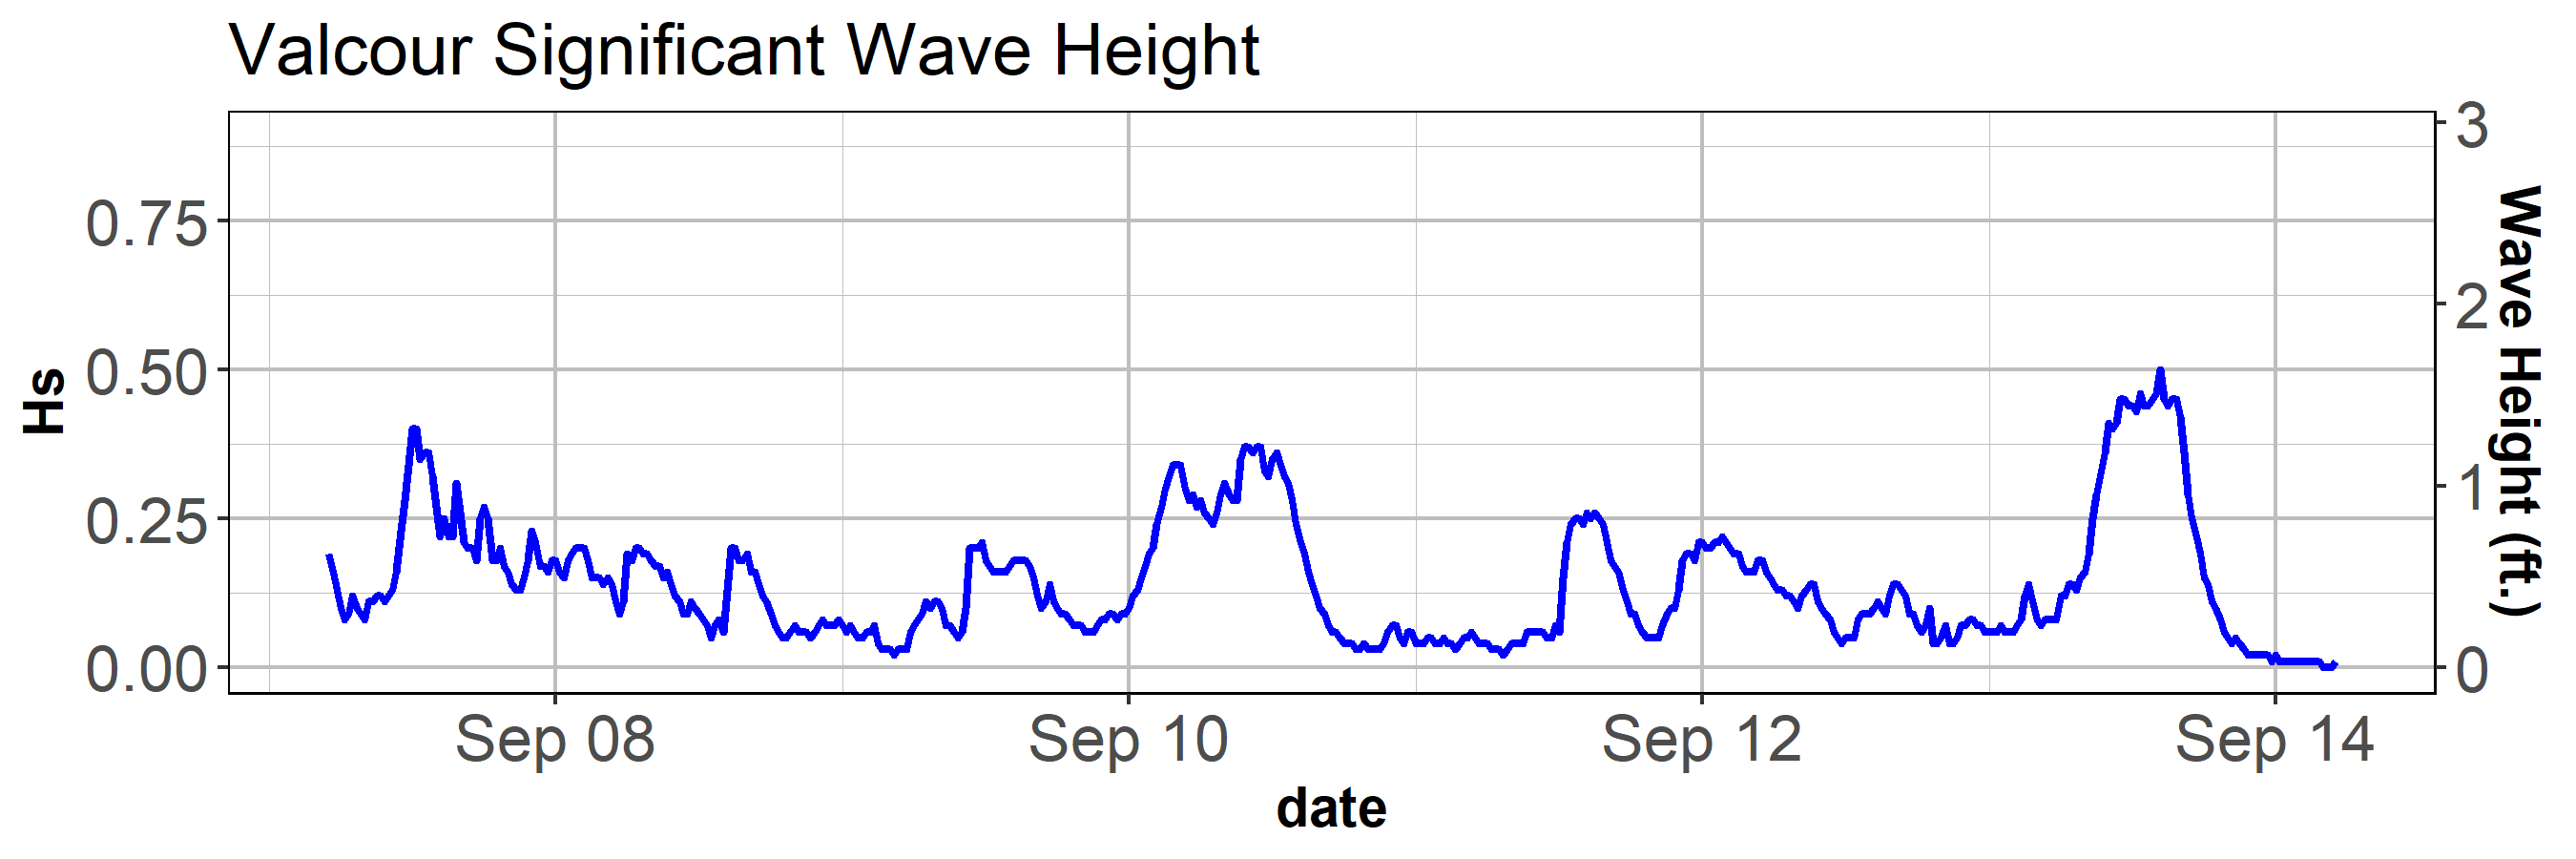 Valcour Significant Wave Height
Hs
0.75
0.50
0.25
0.00
3
2
1
0
Wave Height (ft.)
Sep 08
Sep 10
Sep 12
Sep 14
date